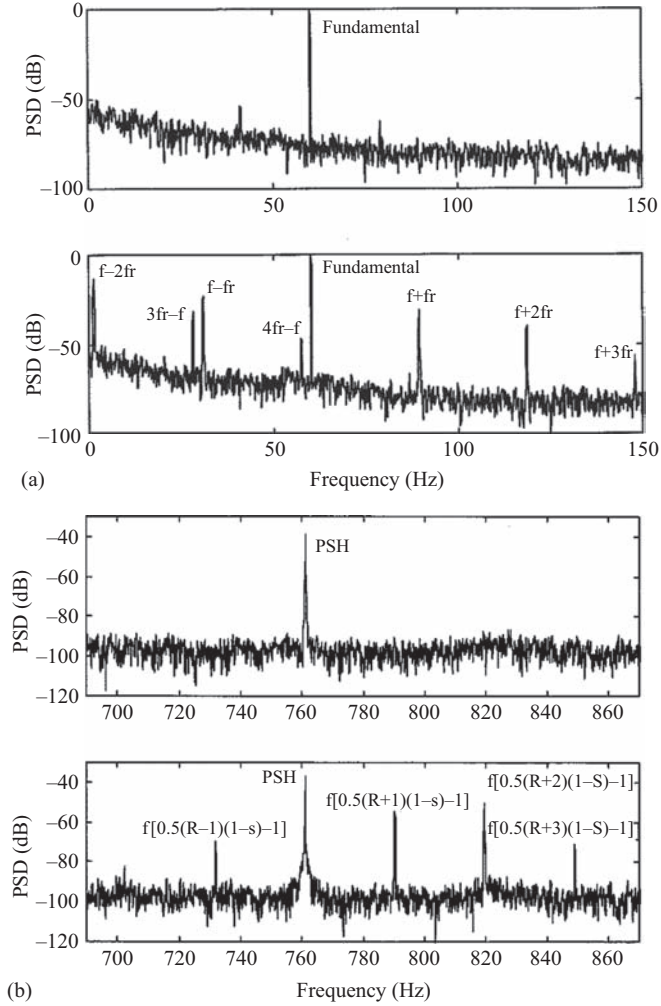 0
Fundamental
PSD (dB)
–50
–100
0 50 100 150
0
f–2fr
Fundamental
f–fr
f+fr
3fr–f
4fr–f
f+2fr
f+3fr
PSD (dB)
–50
–100
0 50 100 150
(a) Frequency (Hz)
–40
PSH
–60
PSD (dB)
–80
–100
–120
700 720 740 760 780 800 820 840 860
–40
PSH
f[0.5(R+2)(1–S)–1]
f[0.5(R+1)(1–s)–1]
–60
f[0.5(R–1)(1–s)–1]
f[0.5(R+3)(1–S)–1]
PSD (dB)
–80
–100
–120
700 720 740 760 780 800 820 840 860
(b) Frequency (Hz)